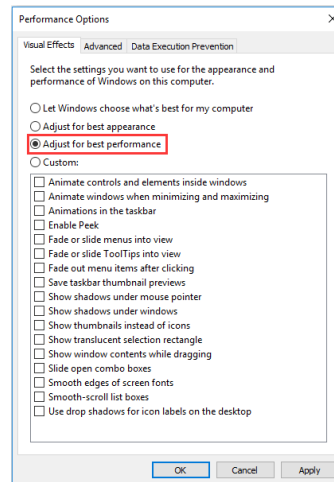 Performance Options
Visual Effects Advanced Data Execution Prevention
Select the settings you want to use for the appearance and
performance of Windows on this computer.
Let Windows choose what's best for my computer
Adjust for best appearance
Adjust for best performance
Custom:
Animate controls and elements inside windows
Animate windows when minimizing and maximizing
Animations in the taskbar
Enable Peek
Fade or slide menus into view
Fade or slide ToolTips into view
Fade out menu items after clicking
Save taskbar thumbnail previews
Show shadows under mouse pointer
Show shadows under windows
Show thumbnails instead of icons
Show translucent selection rectangle
Show window contents while dragging
Slide open combo boxes
Smooth edges of screen fonts
Smooth-scroll list boxes
Use drop shadows for icon labels on the desktop
OK Cancel Apply